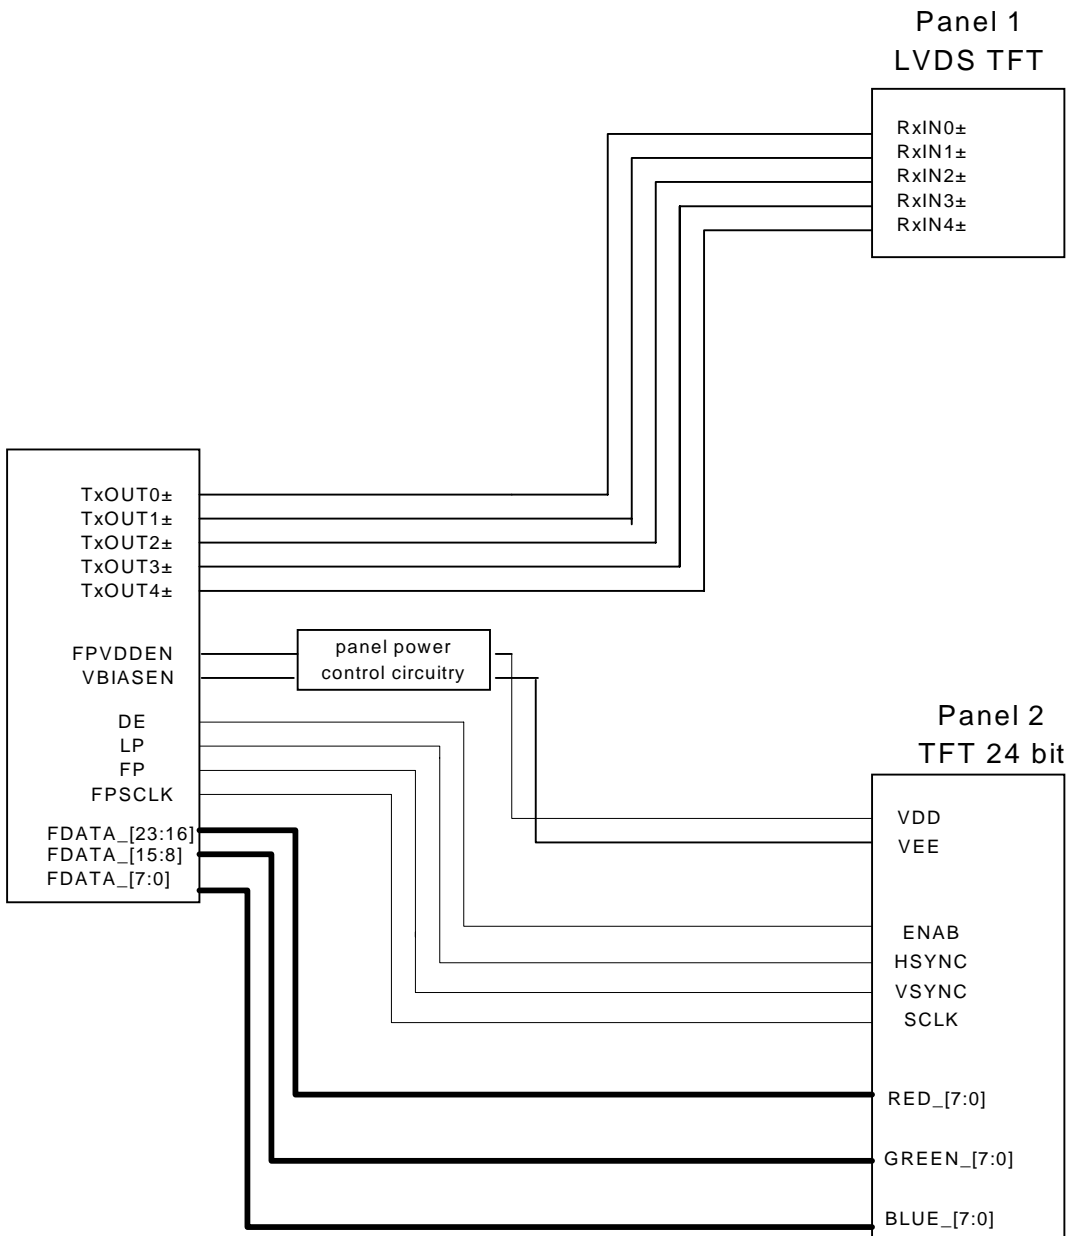 Panel 1
LVDS TFT
RxIN0±
RxIN1±
RxIN2±
RxIN3±
RxIN4±
TxOUT0±
TxOUT1±
TxOUT2±
TxOUT3±
TxOUT4±
FPVDDEN
VBIASEN
panel power
control circuitry
DE
LP
FP
FPSCLK
FDATA_[23:16]
FDATA_[15:8]
FDATA_[7:0]
Panel 2
TFT 24 bit
VDD
VEE
ENAB
HSYNC
VSYNC
SCLK
RED_[7:0]
GREEN_[7:0]
BLUE_[7:0]